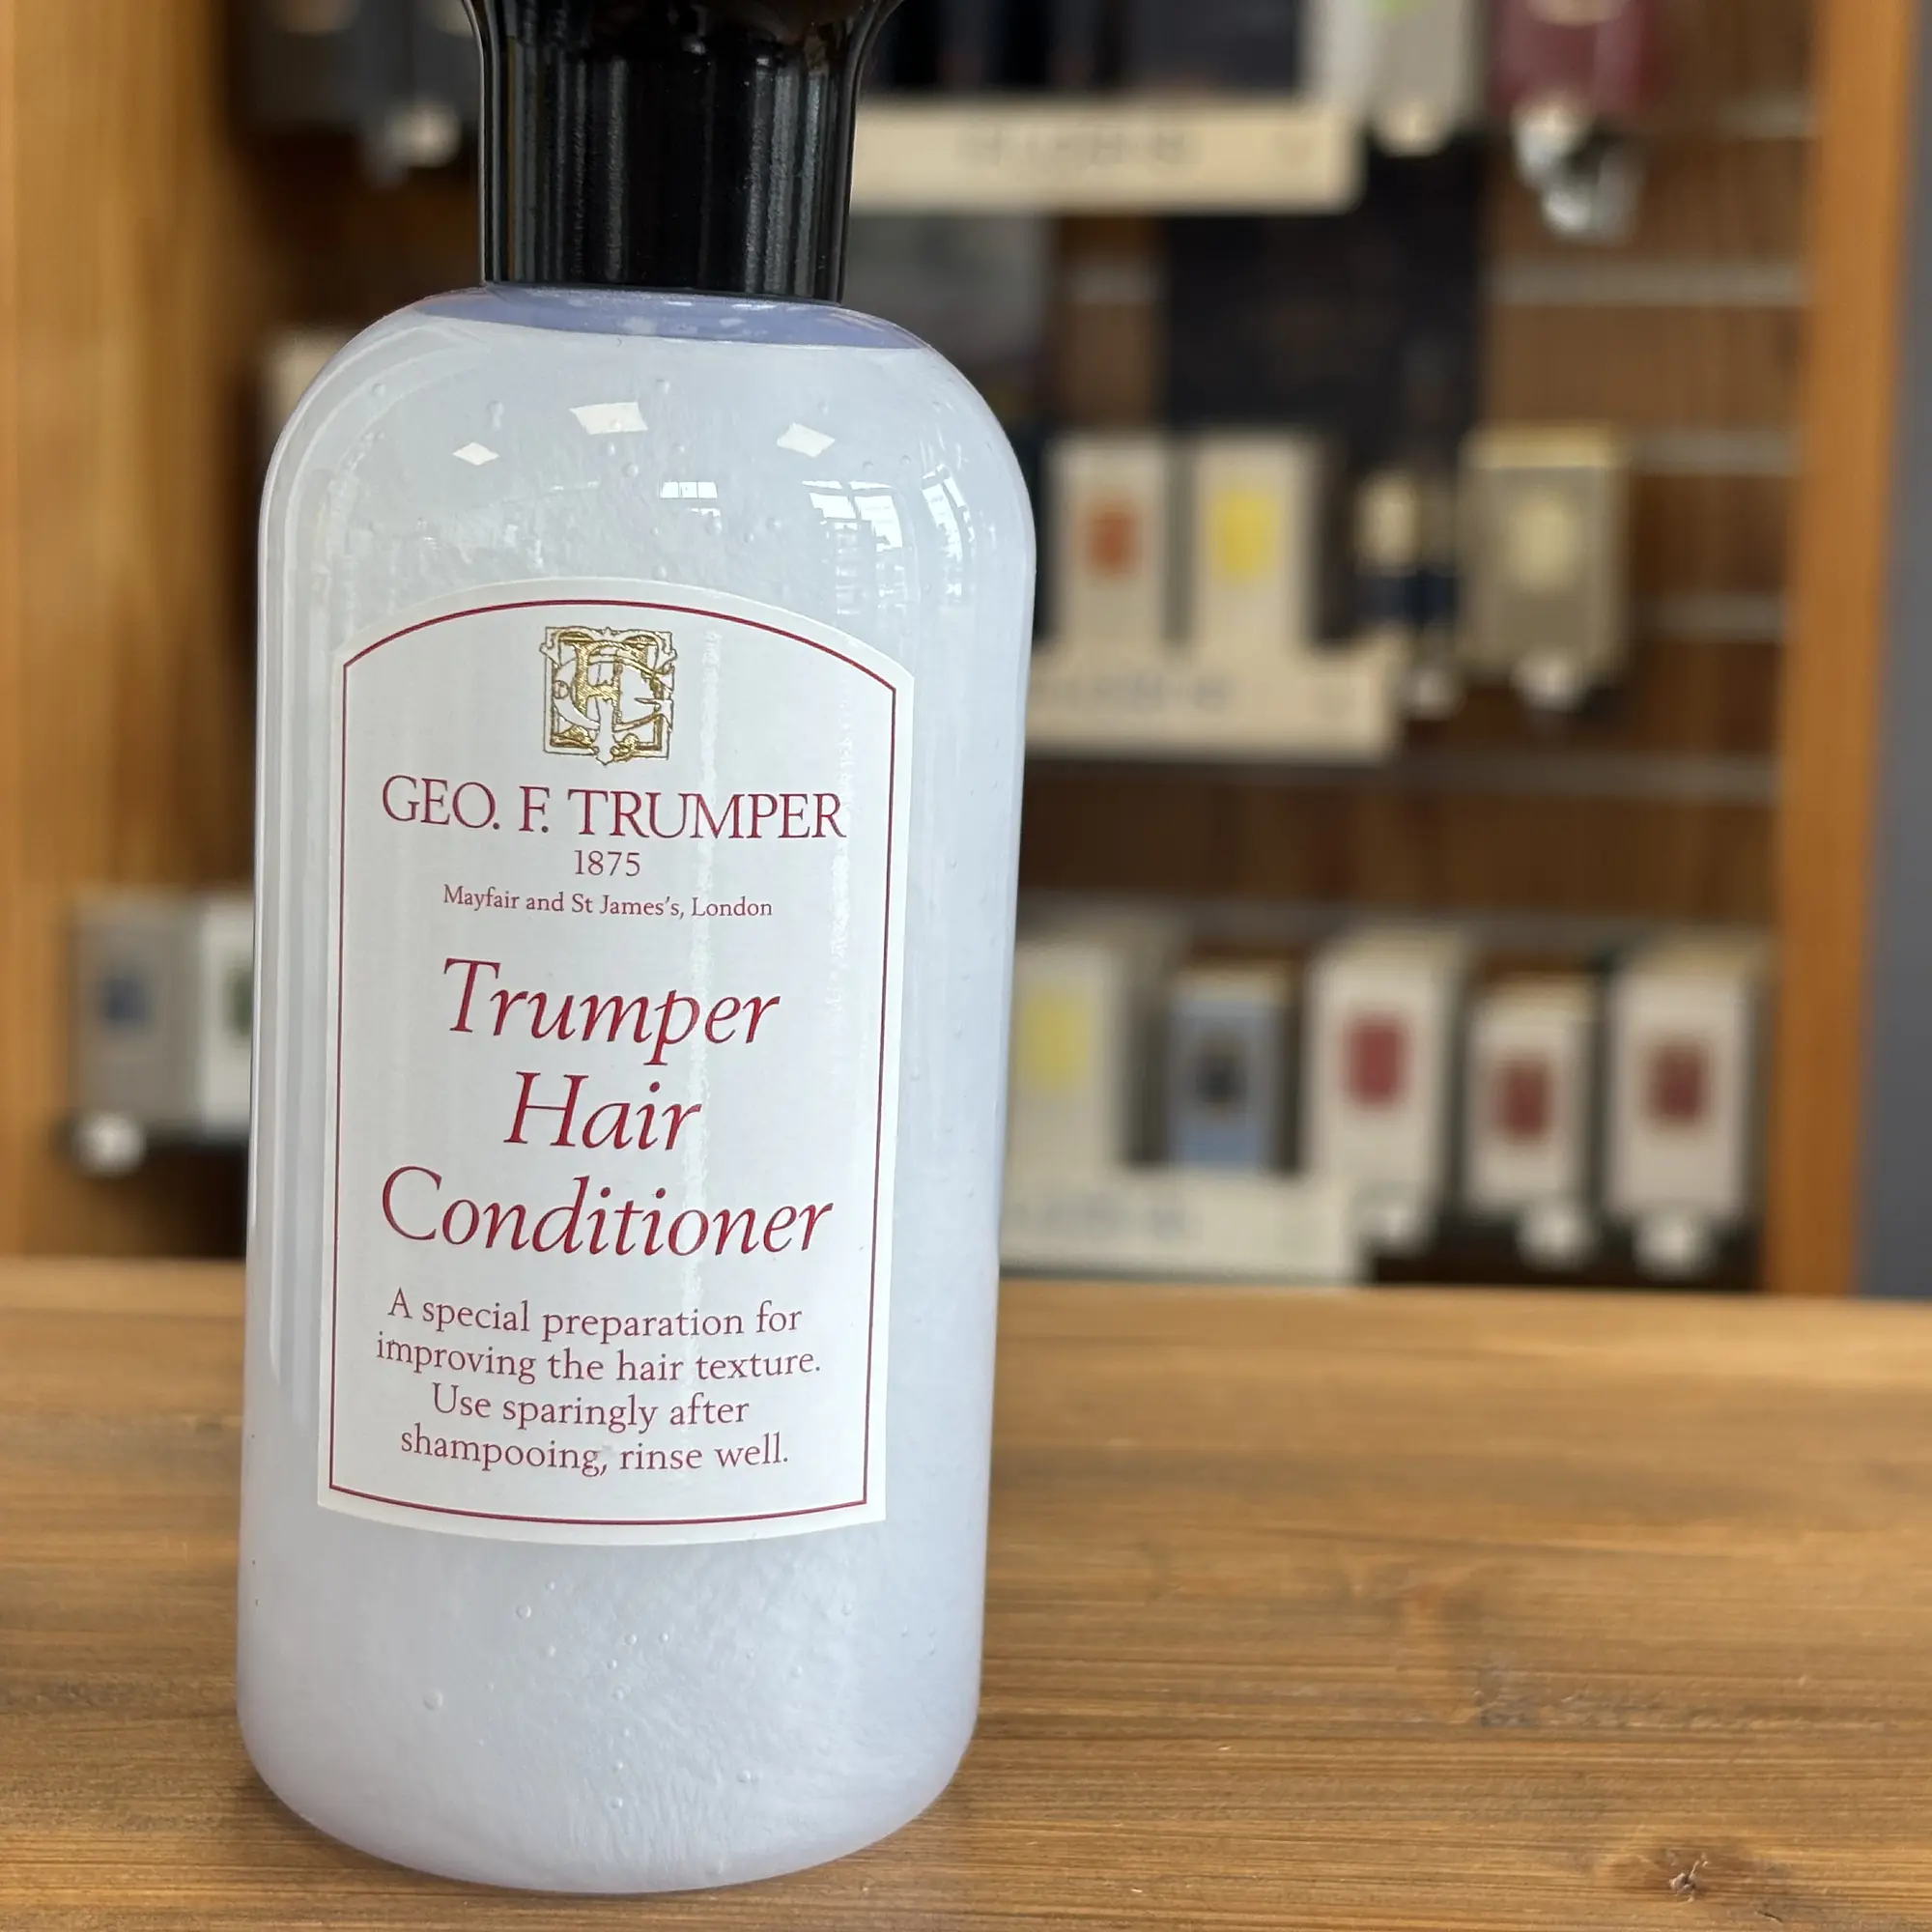 GEO. F. TRUMPER
1875
Mayfair and St James's, London
Trumper
Hair
Conditioner
A special preparation for
improving the hair texture.
Use sparingly after
shampooing, rinse well.